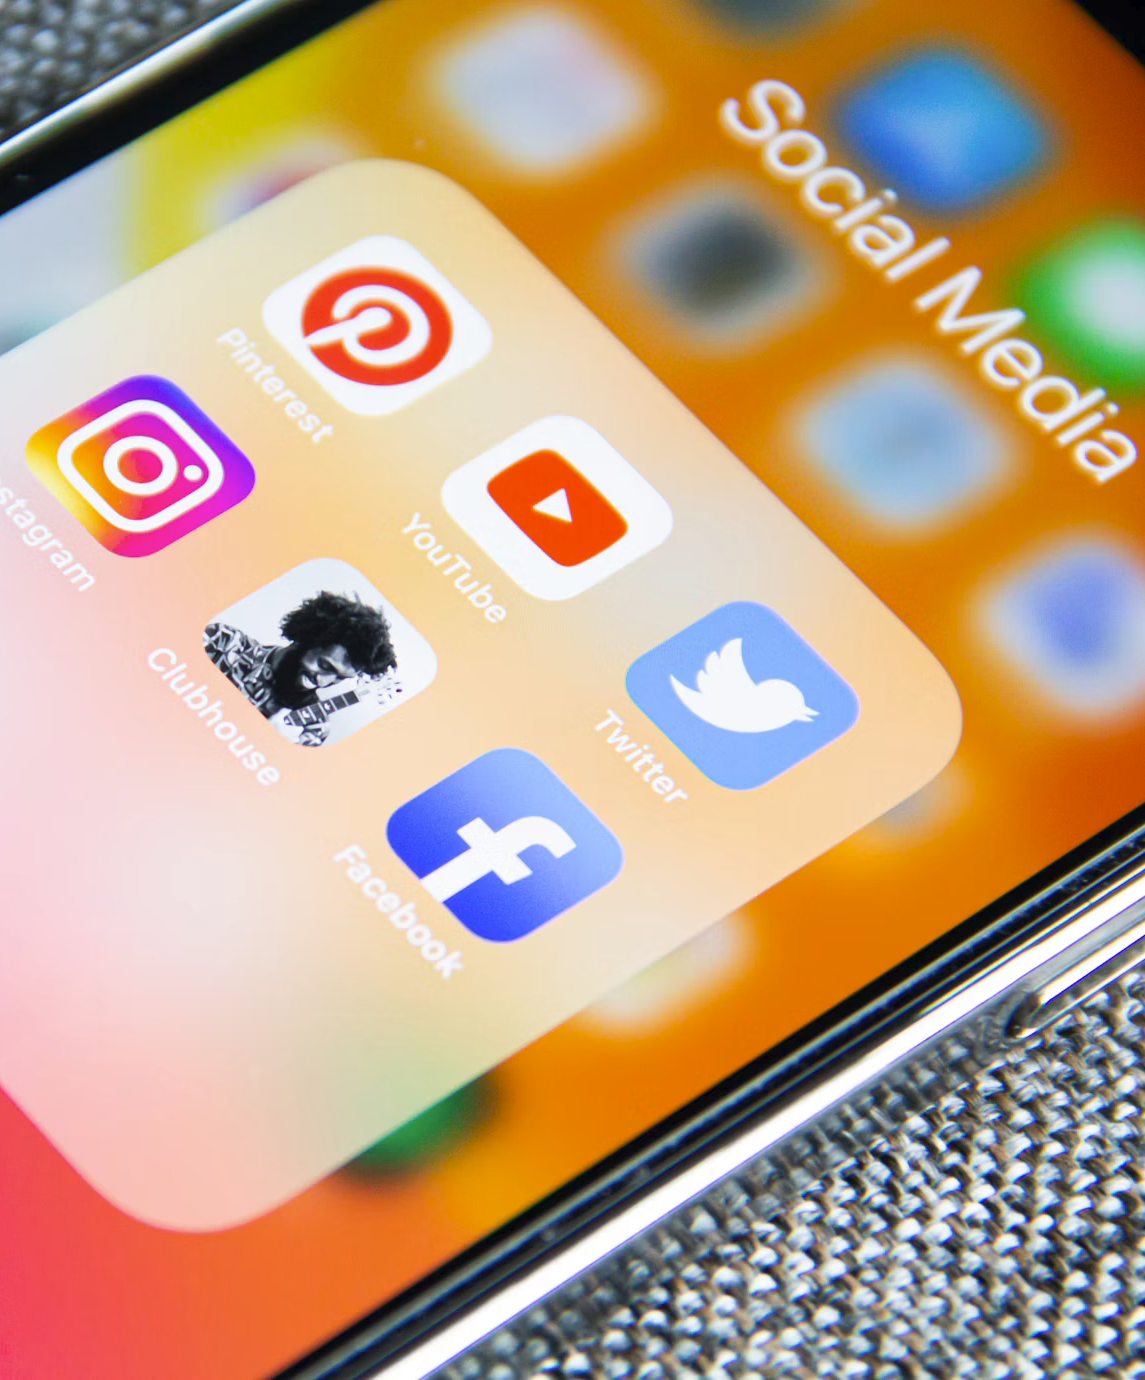 Social Media
Pinterest
YouTube
Twitter
stagram
Clubhouse
Facebook